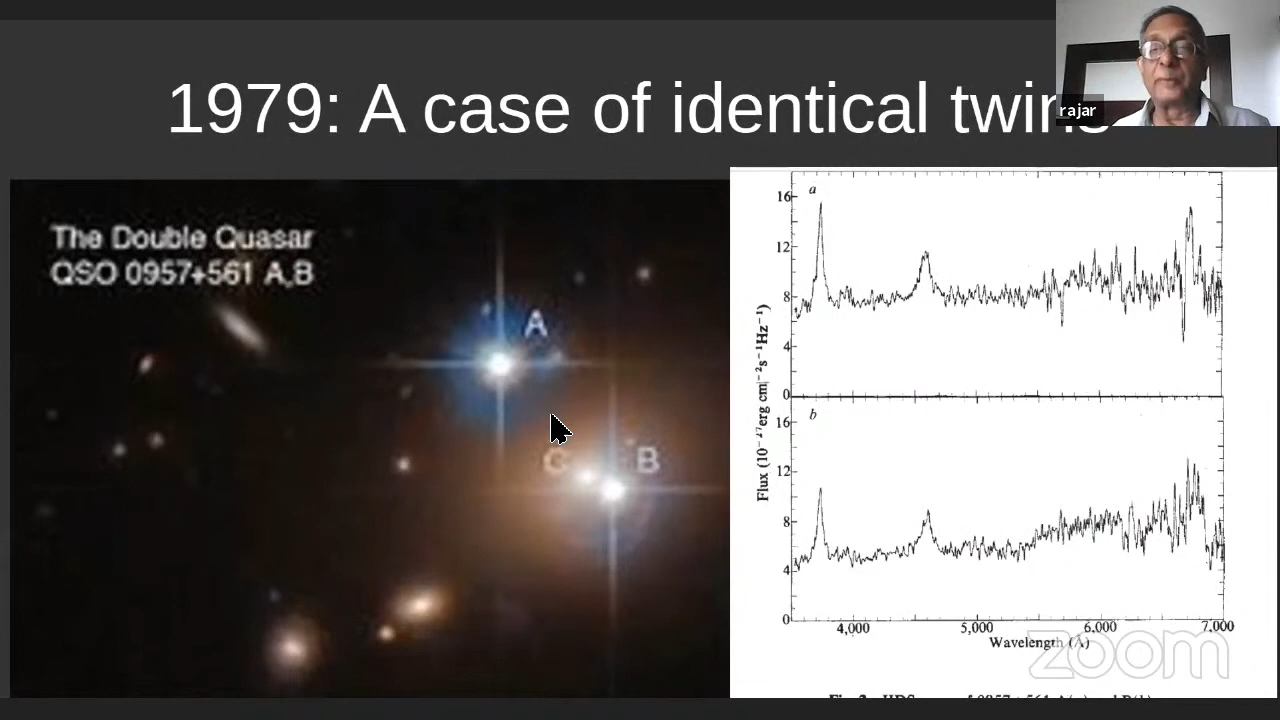 1979: A case of identical twins
rajar
The Double Quasar
QSO 0957+561 A,B
A
C
B
a
16
12
8
4
0
b
16
12
8
4
0
Flux (10⁻²⁷erg cm⁻²s⁻¹Hz⁻¹)
4,000 5,000 6,000 7,000
Wavelength (Å)
zoom